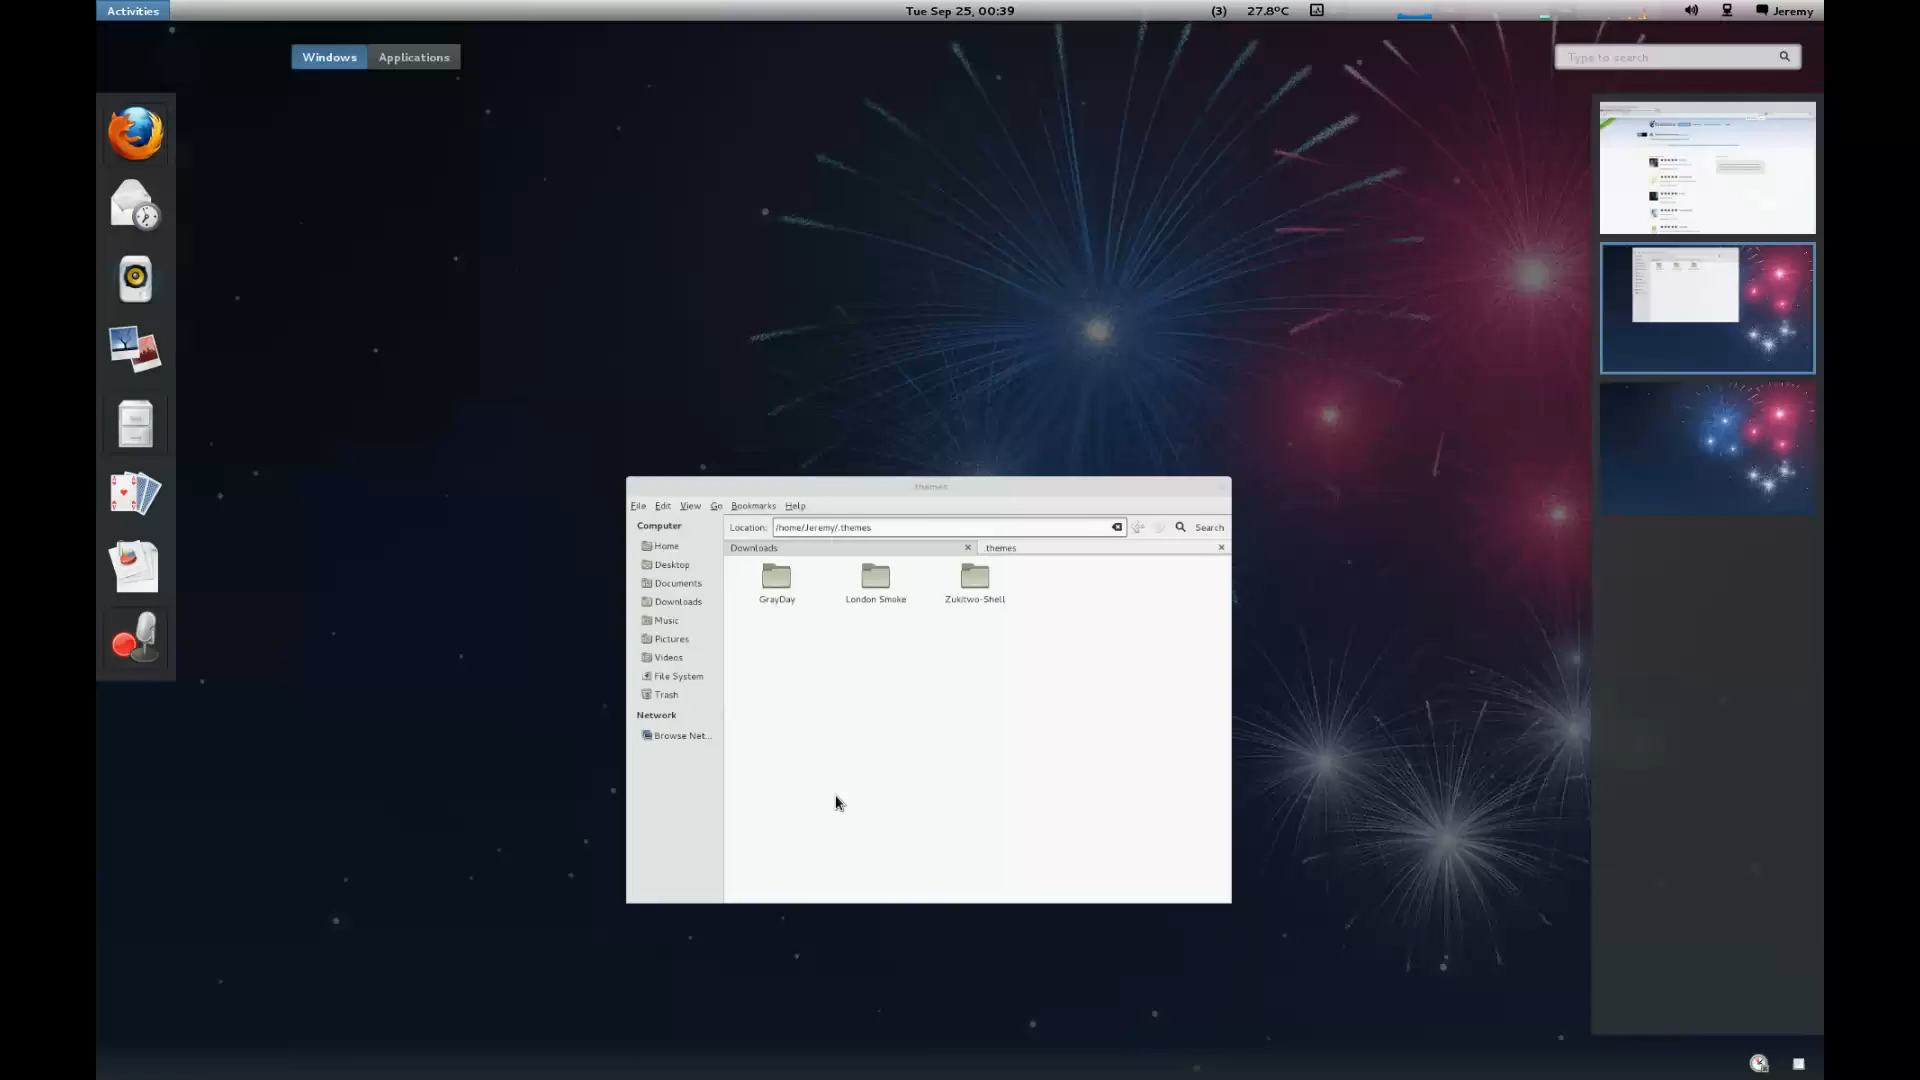 Activities
Tue Sep 25, 00:39
(3)
27.8°C
Jeremy
Windows
Applications
Type to search
themes
File Edit View Go Bookmarks Help
Computer
Location: /home/Jeremy/.themes
Search
Home
Downloads
.themes
Desktop
Documents
Downloads
Music
Pictures
Videos
File System
Trash
Network
Browse Net...
GrayDay
London Smoke
Zukitwo-Shell